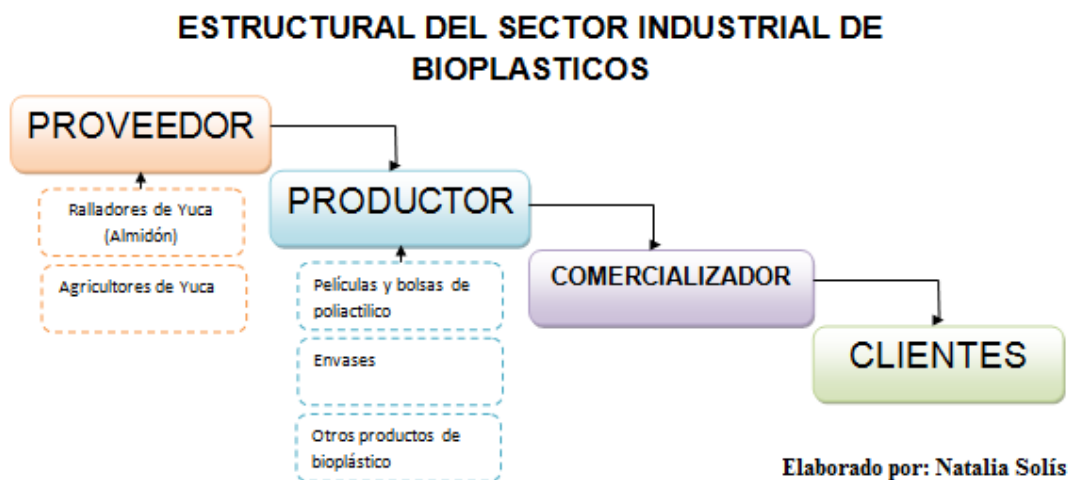 ESTRUCTURAL DEL SECTOR INDUSTRIAL DE
BIOPLASTICOS
PROVEEDOR
Ralladores de Yuca
(Almidón)
Agricultores de Yuca
PRODUCTOR
Películas y bolsas de
poliactílico
Envases
Otros productos de
bioplástico
COMERCIALIZADOR
CLIENTES
Elaborado por: Natalia Solís